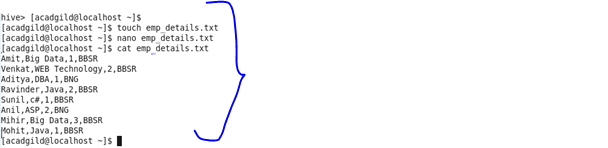 hive> [acadgild@localhost ~]$
[acadgild@localhost ~]$ touch emp_details.txt
[acadgild@localhost ~]$ nano emp_details.txt
[acadgild@localhost ~]$ cat emp_details.txt
Amit,Big Data,1,BBSR
Venkat,WEB Technology,2,BBSR
Aditya,DBA,1,BNG
Ravinder,Java,2,BBSR
Sunil,c#,1,BBSR
Anil,ASP,2,BNG
Mihir,Big Data,3,BBSR
Mohit,Java,1,BBSR
[acadgild@localhost ~]$